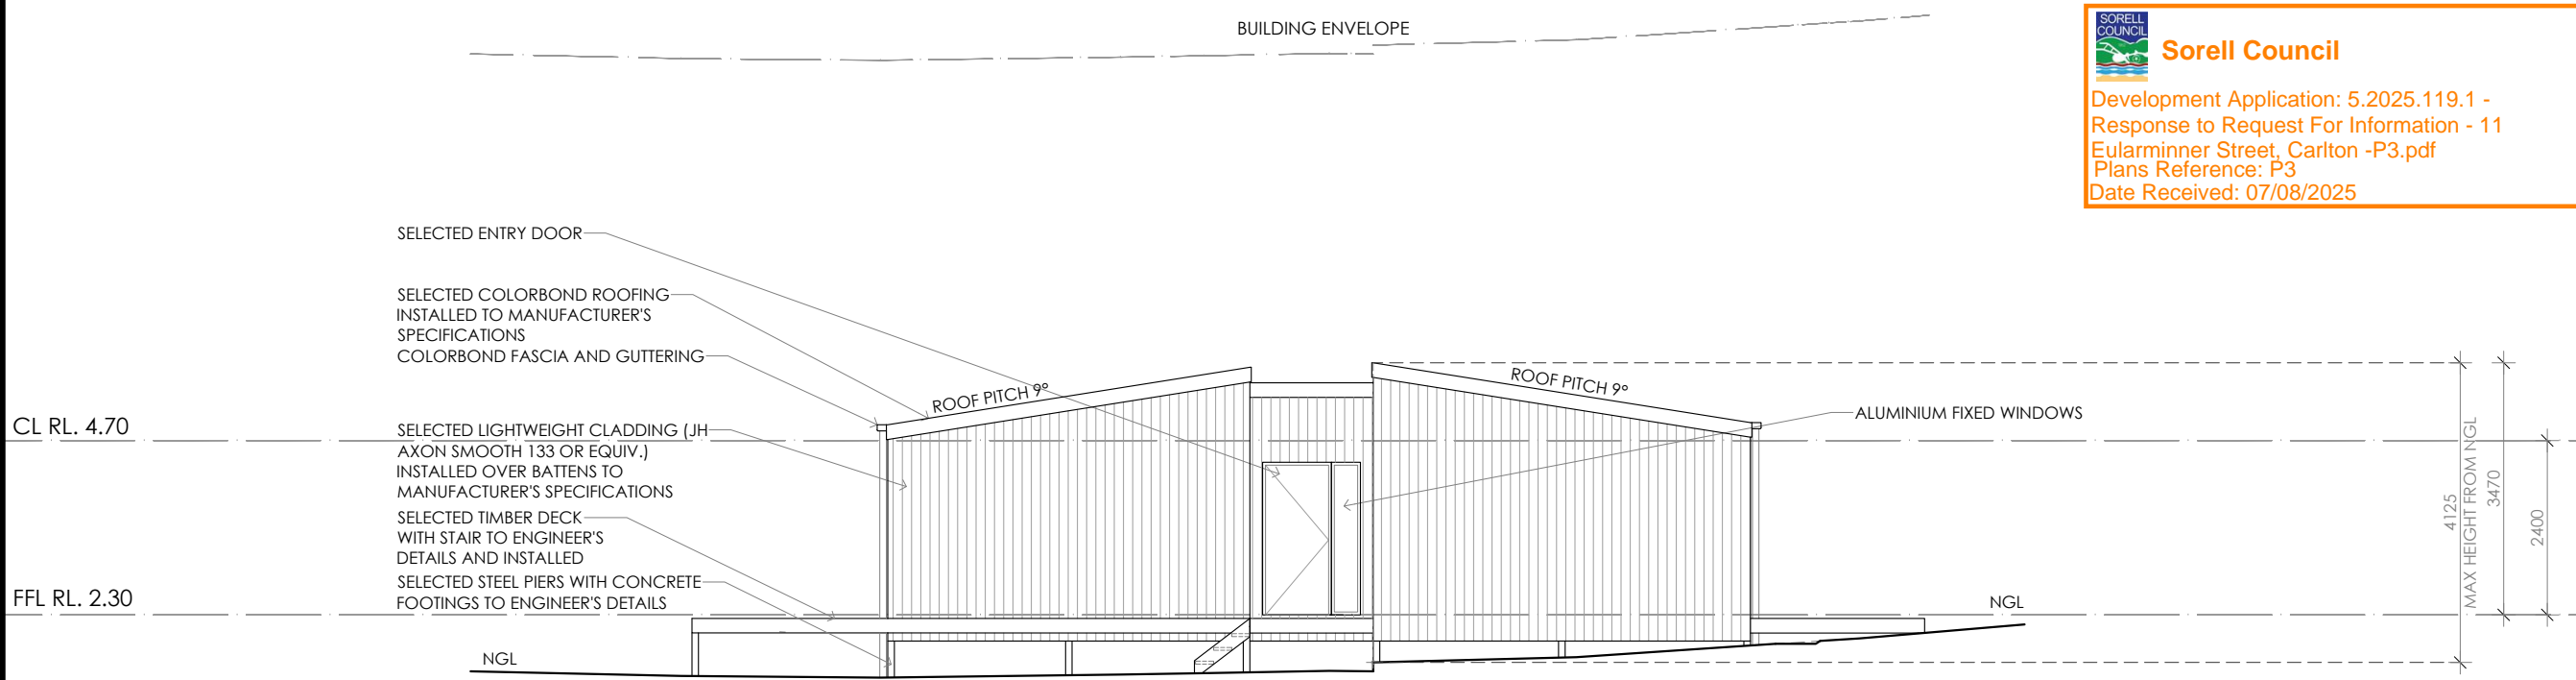 BUILDING ENVELOPE
SORELL
COUNCIL
Sorell Council
Development Application: 5.2025.119.1 -
Response to Request For Information - 11
Eularminner Street, Carlton -P3.pdf
Plans Reference: P3
Date Received: 07/08/2025
SELECTED ENTRY DOOR
SELECTED COLORBOND ROOFING
INSTALLED TO MANUFACTURER'S
SPECIFICATIONS
COLORBOND FASCIA AND GUTTERING
ROOF PITCH 9°
ROOF PITCH 9°
CL RL. 4.70
SELECTED LIGHTWEIGHT CLADDING (JH
AXON SMOOTH 133 OR EQUIV.)
INSTALLED OVER BATTENS TO
MANUFACTURER'S SPECIFICATIONS
ALUMINIUM FIXED WINDOWS
SELECTED TIMBER DECK
WITH STAIR TO ENGINEER'S
DETAILS AND INSTALLED
SELECTED STEEL PIERS WITH CONCRETE
FOOTINGS TO ENGINEER'S DETAILS
FFL RL. 2.30
NGL
NGL
4125
MAX HEIGHT FROM NGL
3470
2400